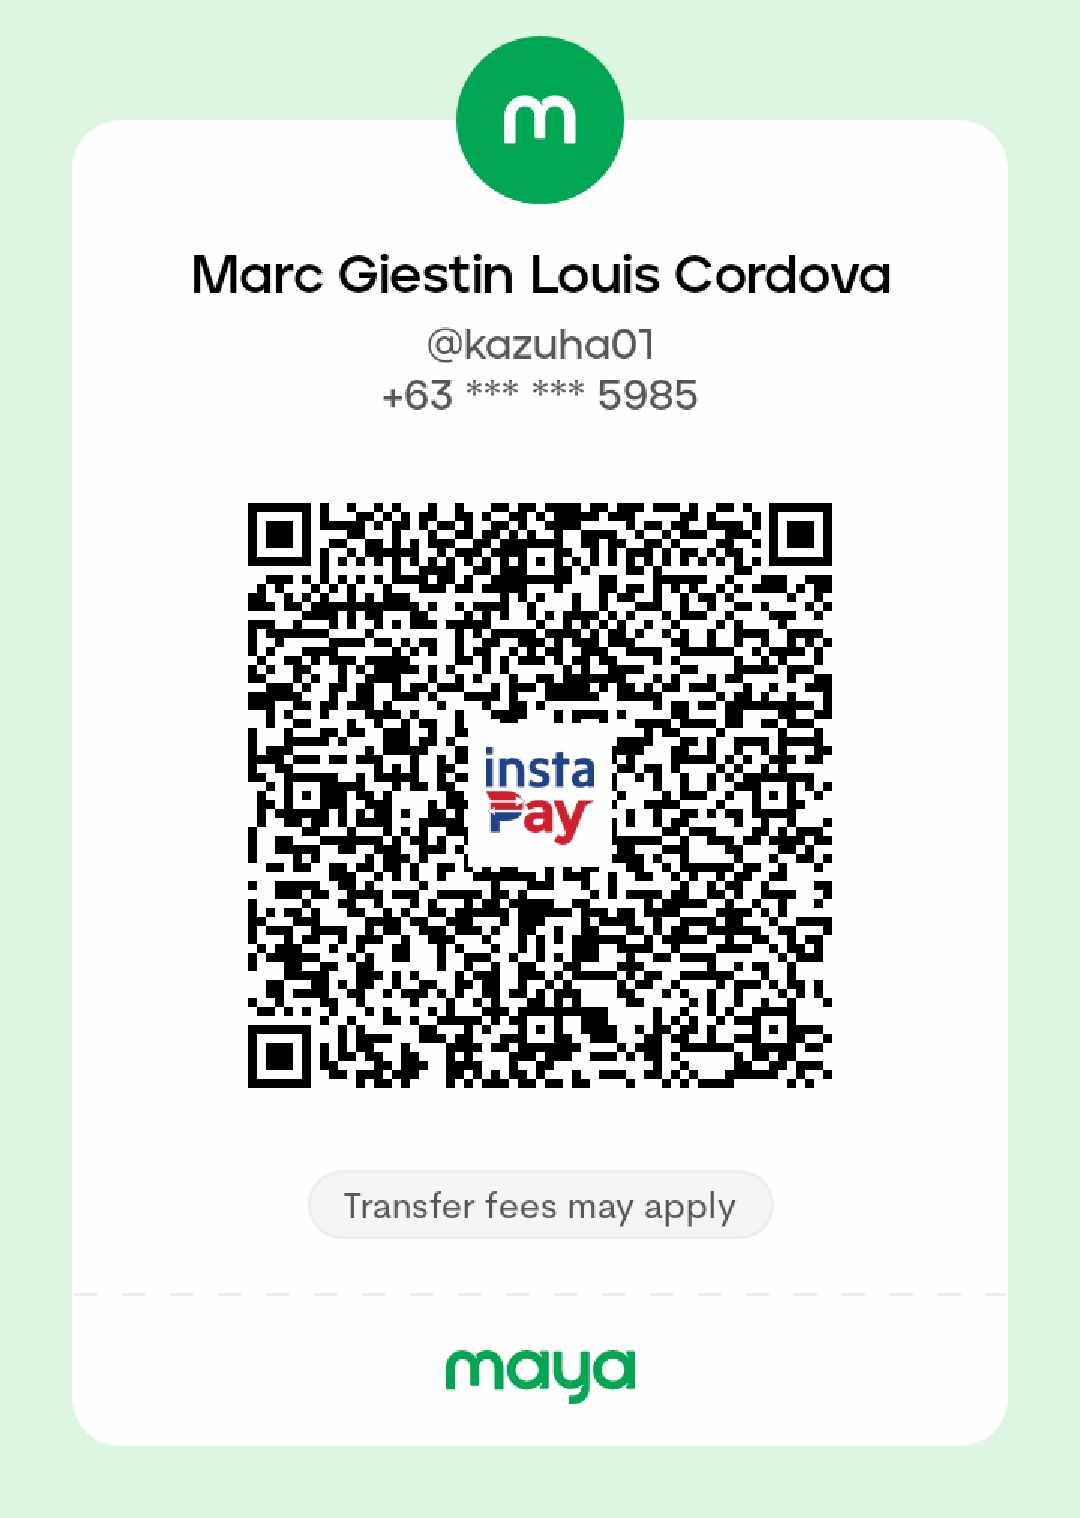 m
Marc Giestin Louis Cordova
@kazuha01
+63 *** *** 5985
insta
Pay
Transfer fees may apply
maya